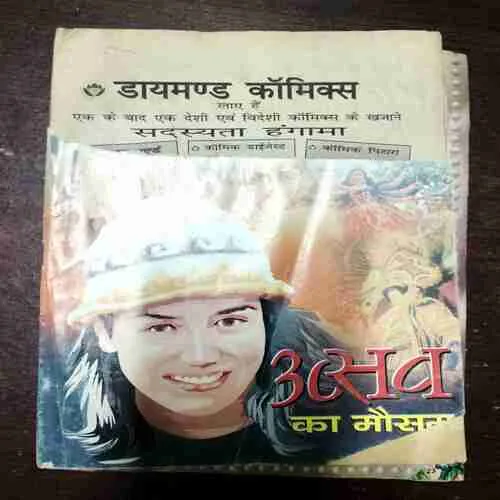 डायमण्ड कॉमिक्स
लाए हैं
एक के बाद एक देशी एवं विदेशी कॉमिक्स के खजाने
सदस्यता हंगामा
कॉमिक डाईजेस्ट
कॉमिक पिटारा
उत्सव
का मौसम